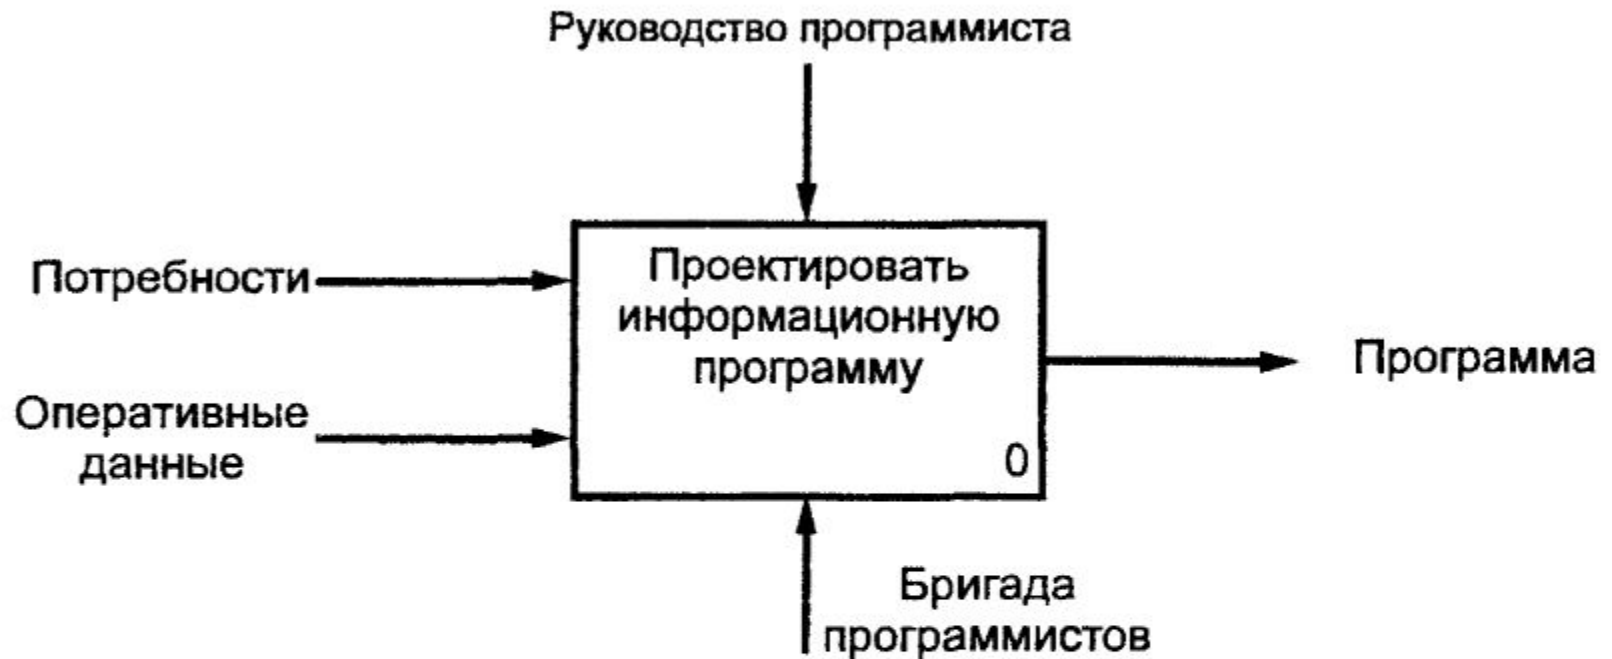 Руководство программиста
Потребности
Проектировать
информационную
программу
Программа
Оперативные
данные
0
Бригада
программистов